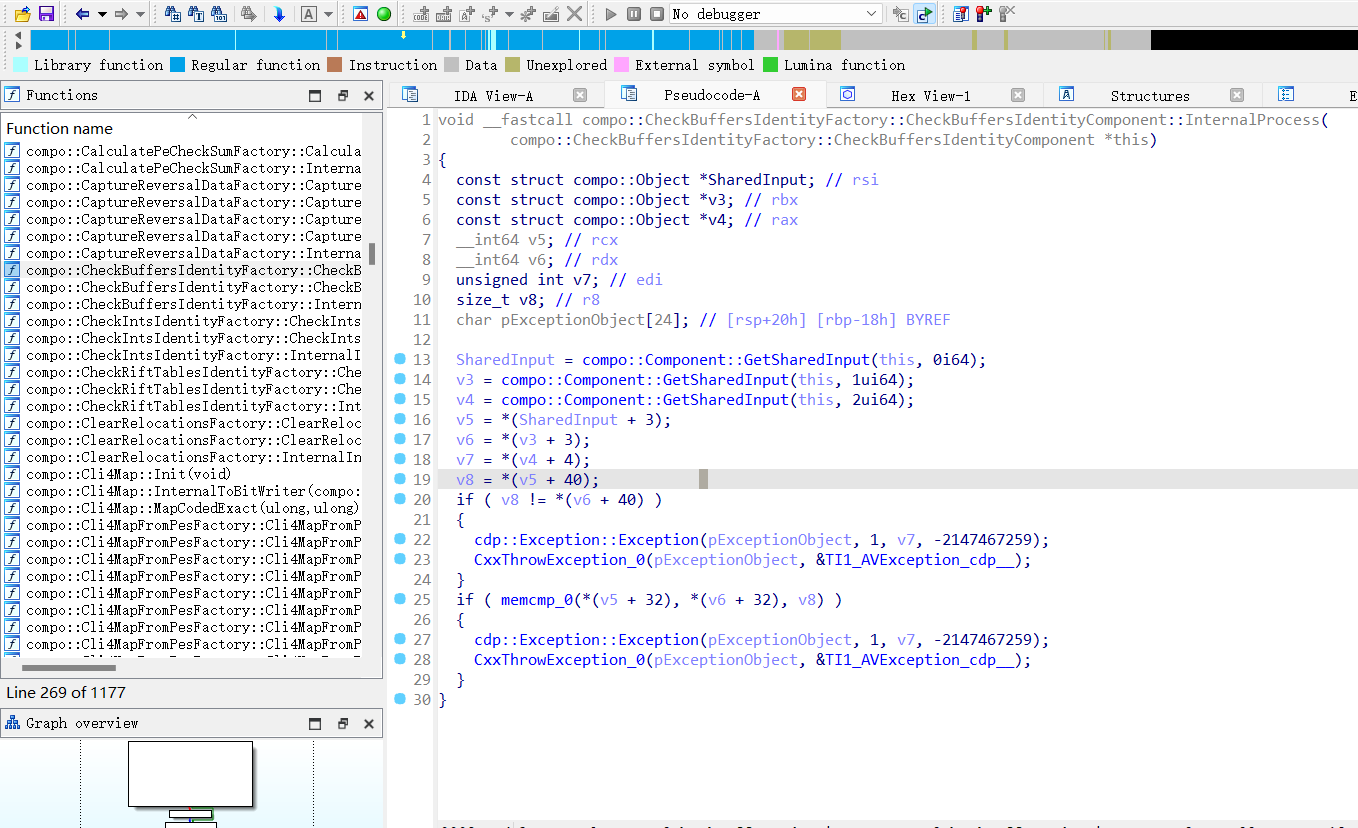 No debugger
Library function Regular function Instruction Data Unexplored External symbol Lumina function
Functions
IDA View-A Pseudocode-A Hex View-1 Structures E
Function name
compo::CalculatePeCheckSumFactory::Calcula
compo::CalculatePeCheckSumFactory::Interna
compo::CaptureReversalDataFactory::Capture
compo::CaptureReversalDataFactory::Capture
compo::CaptureReversalDataFactory::Capture
compo::CaptureReversalDataFactory::Capture
compo::CaptureReversalDataFactory::Interna
compo::CheckBuffersIdentityFactory::CheckB
compo::CheckBuffersIdentityFactory::CheckB
compo::CheckBuffersIdentityFactory::Intern
compo::CheckIntsIdentityFactory::CheckInts
compo::CheckIntsIdentityFactory::CheckInts
compo::CheckIntsIdentityFactory::InternalI
compo::CheckRiftTablesIdentityFactory::Che
compo::CheckRiftTablesIdentityFactory::Che
compo::CheckRiftTablesIdentityFactory::Int
compo::ClearRelocationsFactory::ClearReloc
compo::ClearRelocationsFactory::ClearReloc
compo::ClearRelocationsFactory::InternalIn
compo::Cli4Map::Init(void)
compo::Cli4Map::InternalToBitWriter(compo:
compo::Cli4Map::MapCodedExact(ulong,ulong)
compo::Cli4MapFromPesFactory::Cli4MapFromP
compo::Cli4MapFromPesFactory::Cli4MapFromP
compo::Cli4MapFromPesFactory::Cli4MapFromP
compo::Cli4MapFromPesFactory::Cli4MapFromP
compo::Cli4MapFromPesFactory::Cli4MapFromP
compo::Cli4MapFromPesFactory::Cli4MapFromP
compo::Cli4MapFromPesFactory::Cli4MapFromP
compo::Cli4MapFromPesFactory::Cli4MapFromP
Line 269 of 1177
Graph overview
1 void __fastcall compo::CheckBuffersIdentityFactory::CheckBuffersIdentityComponent::InternalProcess(
2 compo::CheckBuffersIdentityFactory::CheckBuffersIdentityComponent *this)
3 {
4 const struct compo::Object *SharedInput; // rsi
5 const struct compo::Object *v3; // rbx
6 const struct compo::Object *v4; // rax
7 __int64 v5; // rcx
8 __int64 v6; // rdx
9 unsigned int v7; // edi
10 size_t v8; // r8
11 char pExceptionObject[24]; // [rsp+20h] [rbp-18h] BYREF
12
13 SharedInput = compo::Component::GetSharedInput(this, 0i64);
14 v3 = compo::Component::GetSharedInput(this, 1ui64);
15 v4 = compo::Component::GetSharedInput(this, 2ui64);
16 v5 = *(SharedInput + 3);
17 v6 = *(v3 + 3);
18 v7 = *(v4 + 4);
19 v8 = *(v5 + 40);
20 if ( v8 != *(v6 + 40) )
21 {
22 cdp::Exception::Exception(pExceptionObject, 1, v7, -2147467259);
23 CxxThrowException_0(pExceptionObject, &TI1_AVException_cdp__);
24 }
25 if ( memcmp_0(*(v5 + 32), *(v6 + 32), v8) )
26 {
27 cdp::Exception::Exception(pExceptionObject, 1, v7, -2147467259);
28 CxxThrowException_0(pExceptionObject, &TI1_AVException_cdp__);
29 }
30 }